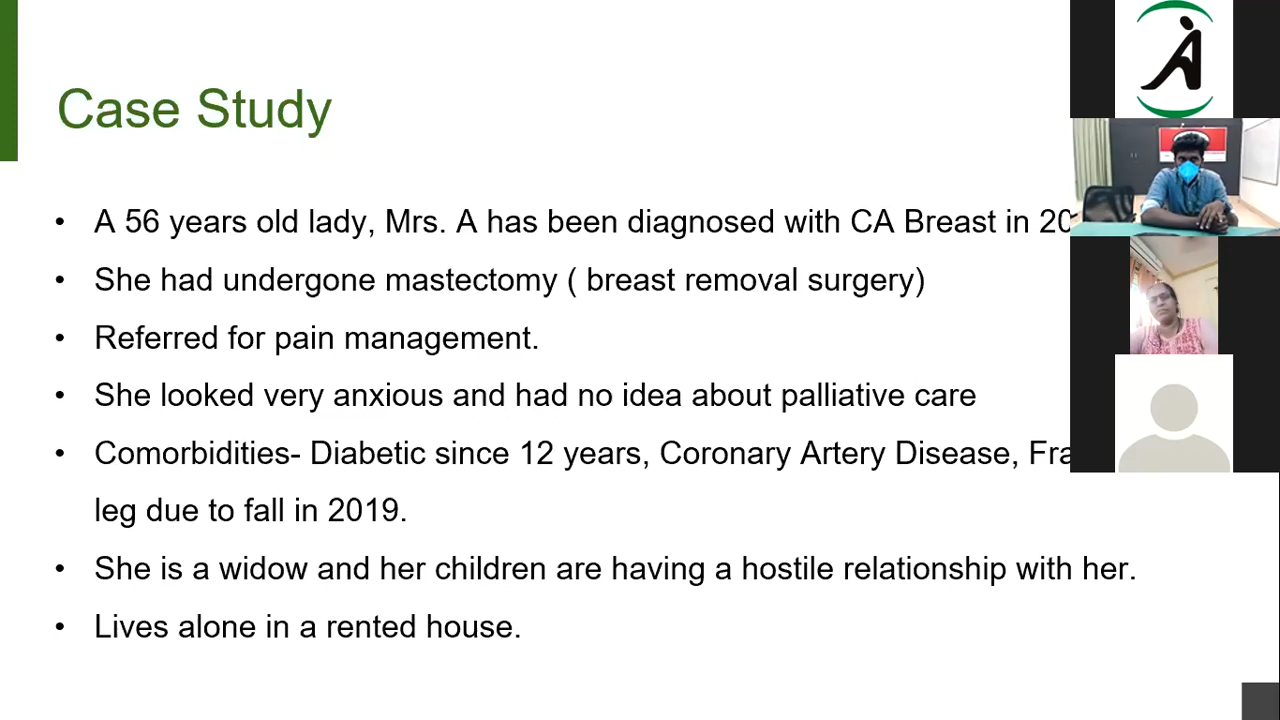 Case Study
• A 56 years old lady, Mrs. A has been diagnosed with CA Breast in 20
• She had undergone mastectomy ( breast removal surgery)
• Referred for pain management.
• She looked very anxious and had no idea about palliative care
• Comorbidities- Diabetic since 12 years, Coronary Artery Disease, Fra
leg due to fall in 2019.
• She is a widow and her children are having a hostile relationship with her.
• Lives alone in a rented house.